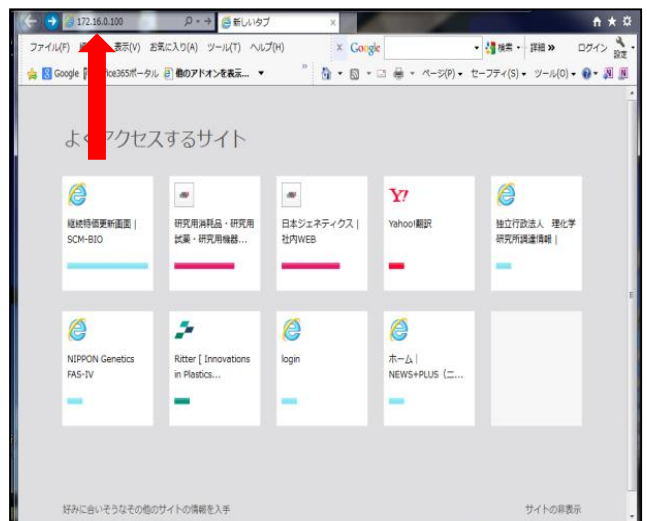 172.16.0.100
新しいタブ
ファイル(F) 表示(V) お気に入り(A) ツール(T) ヘルプ(H)
x Google 検索 詳細 » ログイン 設定
Google ice365ポータル 他のアドオンを表示... ページ(P) セーフティ(S) ツール(O)
よくアクセスするサイト
継続特価更新画面 |
SCM-BIO
研究用消耗品・研究用
試薬・研究用機器...
日本ジェネティクス |
社内WEB
Yahoo!翻訳
独立行政法人 理化学
研究所調達情報 |
NIPPON Genetics
FAS-IV
Ritter [ Innovations
in Plastics...
login
ホーム |
NEWS+PLUS (ニ...
好みに合いそうなその他のサイトの情報を入手
サイトの非表示